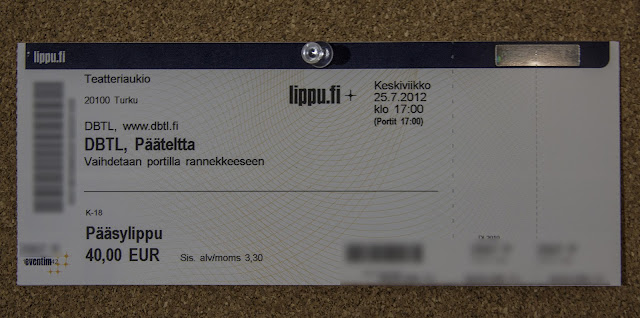 lippu.fi
Teatteriaukio
20100 Turku
lippu.fi
Keskiviikko
25.7.2012
klo 17:00
(Portit 17:00)
DBTL, www.dbtl.fi
DBTL, Pääteltta
Vaihdetaan portilla rannekkeeseen
K-18
Pääsylippu
40,00 EUR Sis. alv/moms 3,30
eventim